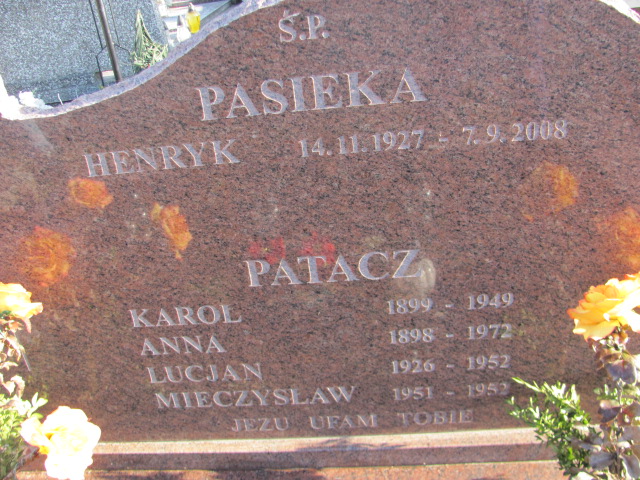 Ś.P.
PASIEKA
HENRYK 14.11.1927 - 7.9.2008
PATACZ
KAROL 1899 - 1949
ANNA 1898 - 1972
LUCJAN 1926 - 1952
MIECZYSŁAW 1951 - 1952
JEZU UFAM TOBIE